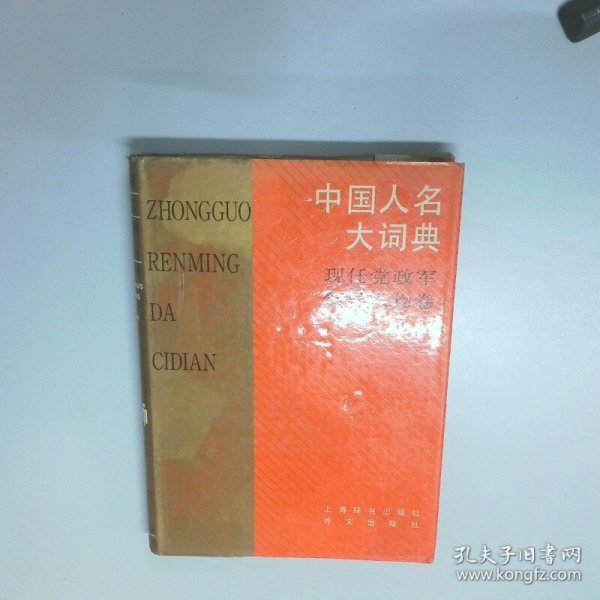 ZHONGGUO
RENMING
DA
CIDIAN
中国人名
大词典
现任党政军
卷
上海辞书出版社
外文出版社
孔夫子旧书网
www.kongfz.com